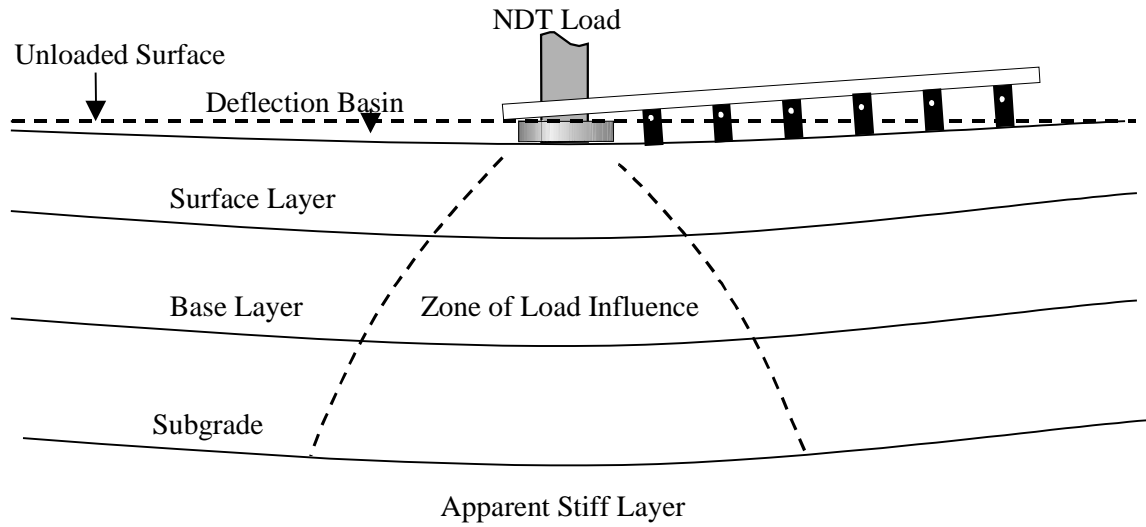 NDT Load
Unloaded Surface
Deflection Basin
Surface Layer
Base Layer
Zone of Load Influence
Subgrade
Apparent Stiff Layer